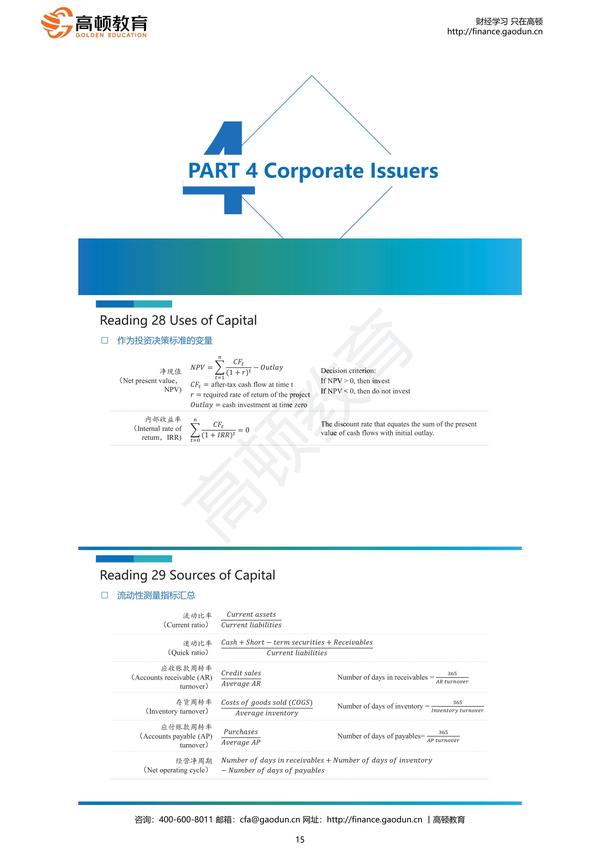 高顿教育
GOLDEN EDUCATION
财经学习 只在高顿
http://finance.gaodun.cn
4
PART 4 Corporate Issuers
Reading 28 Uses of Capital
□ 作为投资决策标准的变量
净现值
(Net present value,
NPV)
NPV = \sum_{t=1}^{n} \frac{CF_t}{(1+r)^t} − Outlay
CF_t = after-tax cash flow at time t
r = required rate of return of the project
Outlay = cash investment at time zero
Decision criterion:
If NPV > 0, then invest
If NPV < 0, then do not invest
内部收益率
(Internal rate of
return, IRR)
\sum_{t=0}^{n} \frac{CF_t}{(1+IRR)^t} = 0
The discount rate that equates the sum of the present
value of cash flows with initial outlay.
高顿教育
Reading 29 Sources of Capital
□ 流动性测量指标汇总
流动比率
(Current ratio)
\frac{Current assets}{Current liabilities}
速动比率
(Quick ratio)
\frac{Cash + Short − term securities + Receivables}{Current liabilities}
应收账款周转率
(Accounts receivable (AR)
turnover)
\frac{Credit sales}{Average AR}
Number of days in receivables = \frac{365}{AR turnover}
存货周转率
(Inventory turnover)
\frac{Costs of goods sold (COGS)}{Average inventory}
Number of days of inventory = \frac{365}{Inventory turnover}
应付账款周转率
(Accounts payable (AP)
turnover)
\frac{Purchases}{Average AP}
Number of days of payables= \frac{365}{AP turnover}
经营净周期
(Net operating cycle)
Number of days in receivables + Number of days of inventory
− Number of days of payables
咨询：400-600-8011 邮箱：cfa@gaodun.cn 网址：http://finance.gaodun.cn 丨高顿教育
15